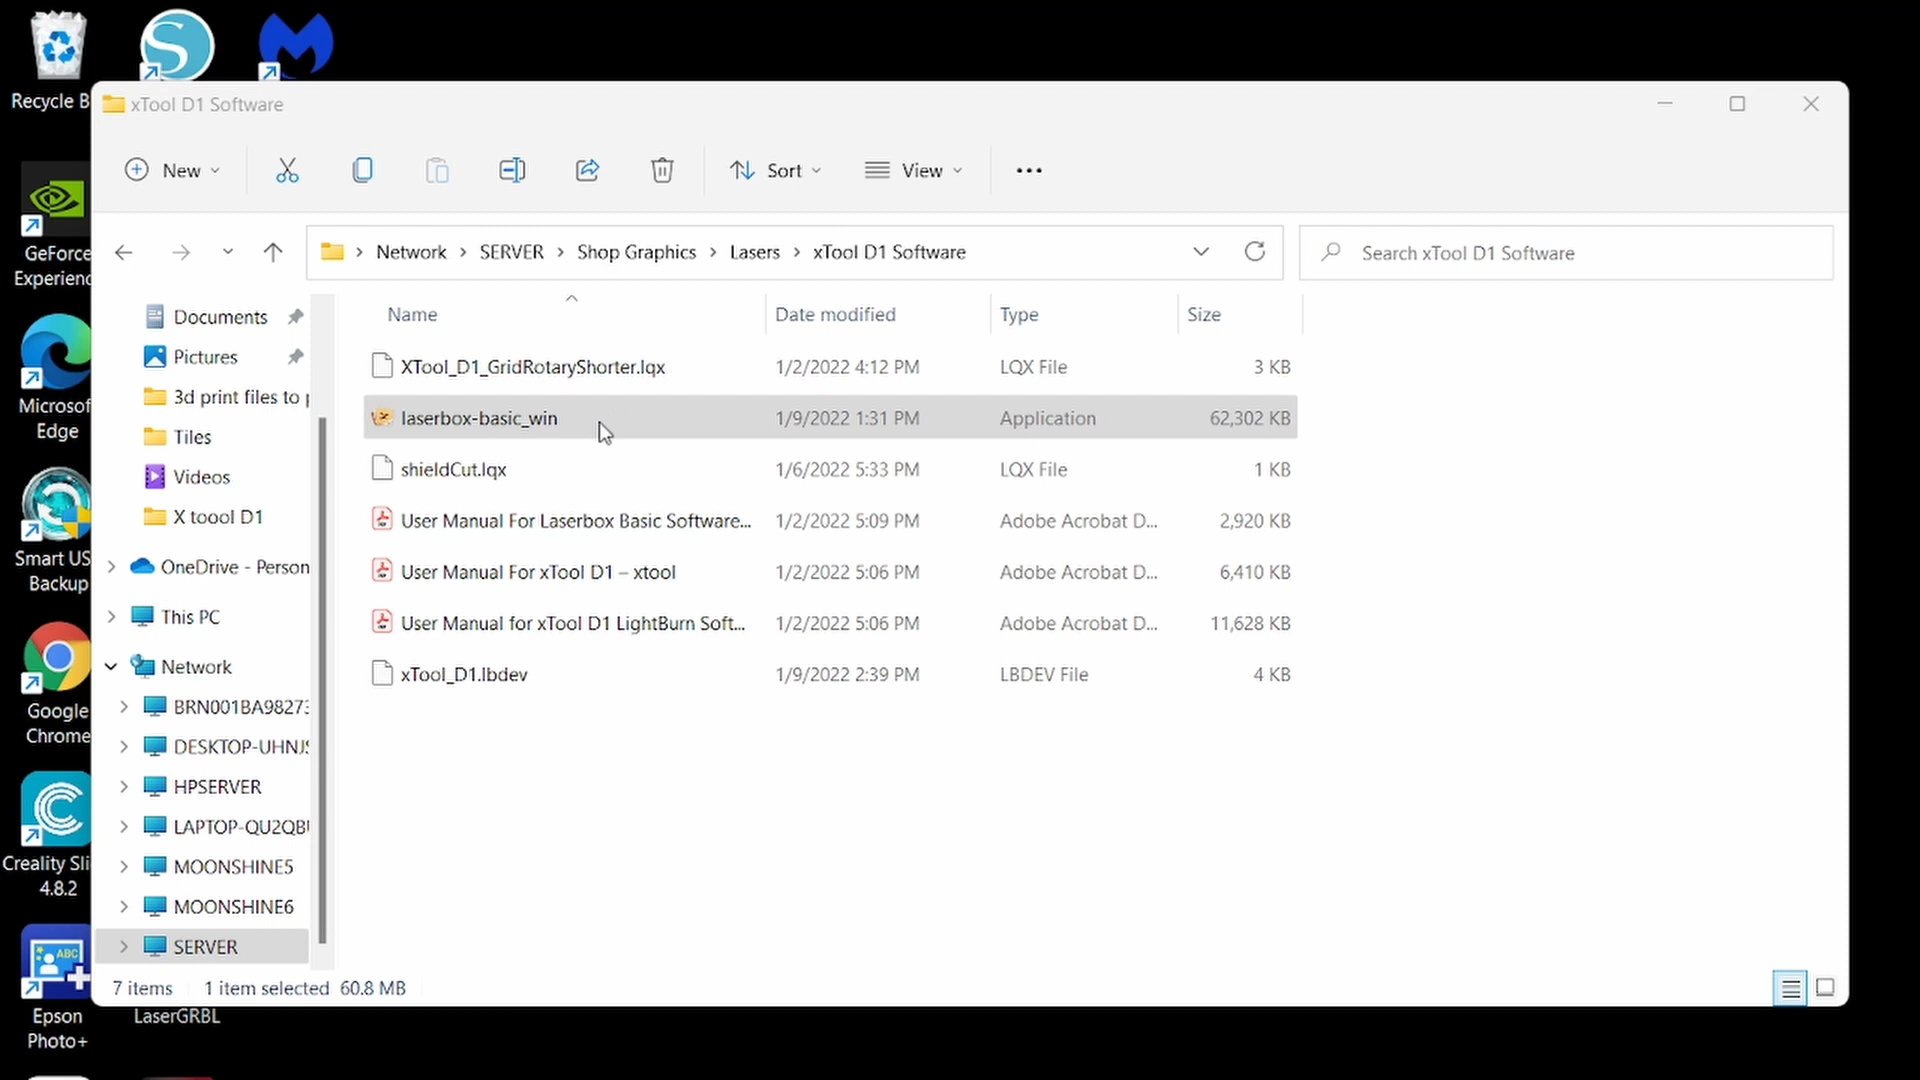 Recycle B
xTool D1 Software
New
Sort
View
Network > SERVER > Shop Graphics > Lasers > xTool D1 Software
Search xTool D1 Software
GeForce
Experienc
Microsof
Edge
Smart US
Backup
Google
Chrome
Creality Sli
4.8.2
ABC
Epson
Photo+
LaserGRBL
Documents
Pictures
3d print files to p
Tiles
Videos
X toool D1
OneDrive - Person
This PC
Network
BRN001BA98273
DESKTOP-UHNJS
HPSERVER
LAPTOP-QU2QB
MOONSHINE5
MOONSHINE6
SERVER
Name Date modified Type Size
XTool_D1_GridRotaryShorter.lqx 1/2/2022 4:12 PM LQX File 3 KB
laserbox-basic_win 1/9/2022 1:31 PM Application 62,302 KB
shieldCut.lqx 1/6/2022 5:33 PM LQX File 1 KB
User Manual For Laserbox Basic Software... 1/2/2022 5:09 PM Adobe Acrobat D... 2,920 KB
User Manual For xTool D1 – xtool 1/2/2022 5:06 PM Adobe Acrobat D... 6,410 KB
User Manual for xTool D1 LightBurn Soft... 1/2/2022 5:06 PM Adobe Acrobat D... 11,628 KB
xTool_D1.lbdev 1/9/2022 2:39 PM LBDEV File 4 KB
7 items 1 item selected 60.8 MB